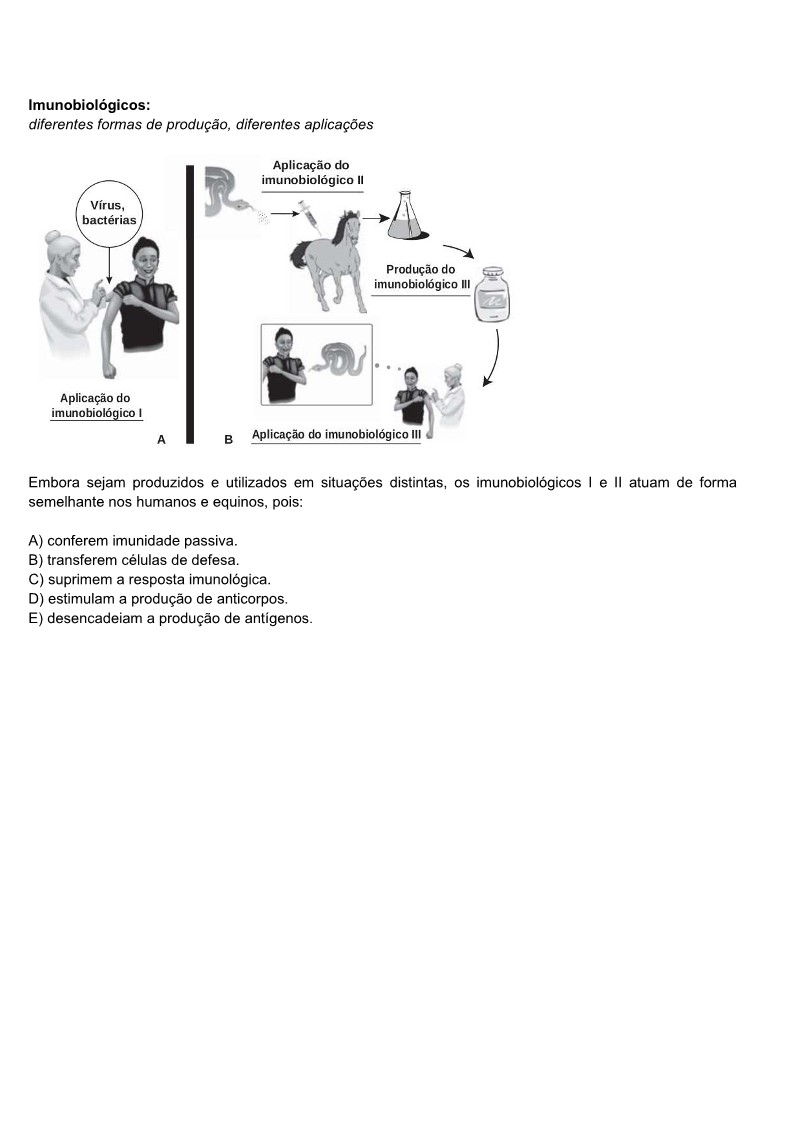 Imunobiológicos:
diferentes formas de produção, diferentes aplicações
Vírus,
bactérias
Aplicação do
imunobiológico I
A
Aplicação do
imunobiológico II
Produção do
imunobiológico III
B
Aplicação do imunobiológico III
Embora sejam produzidos e utilizados em situações distintas, os imunobiológicos I e II atuam de forma
semelhante nos humanos e equinos, pois:
A) conferem imunidade passiva.
B) transferem células de defesa.
C) suprimem a resposta imunológica.
D) estimulam a produção de anticorpos.
E) desencadeiam a produção de antígenos.